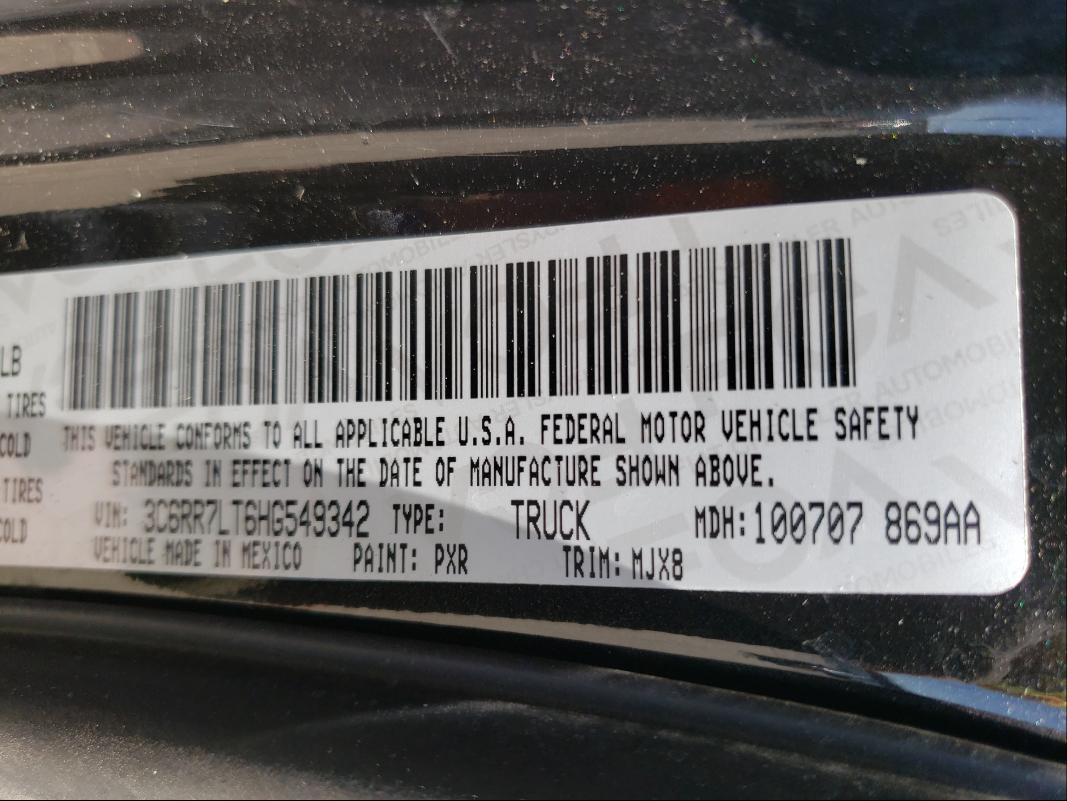 LB
TIRES
COLD
TIRES
COLD
THIS VEHICLE CONFORMS TO ALL APPLICABLE U.S.A. FEDERAL MOTOR VEHICLE SAFETY
STANDARDS IN EFFECT ON THE DATE OF MANUFACTURE SHOWN ABOVE.
VIN: 3C6RR7LT6HG549342 TYPE: TRUCK MDH:100707 869AA
VEHICLE MADE IN MEXICO PAINT: PXR TRIM: MJX8